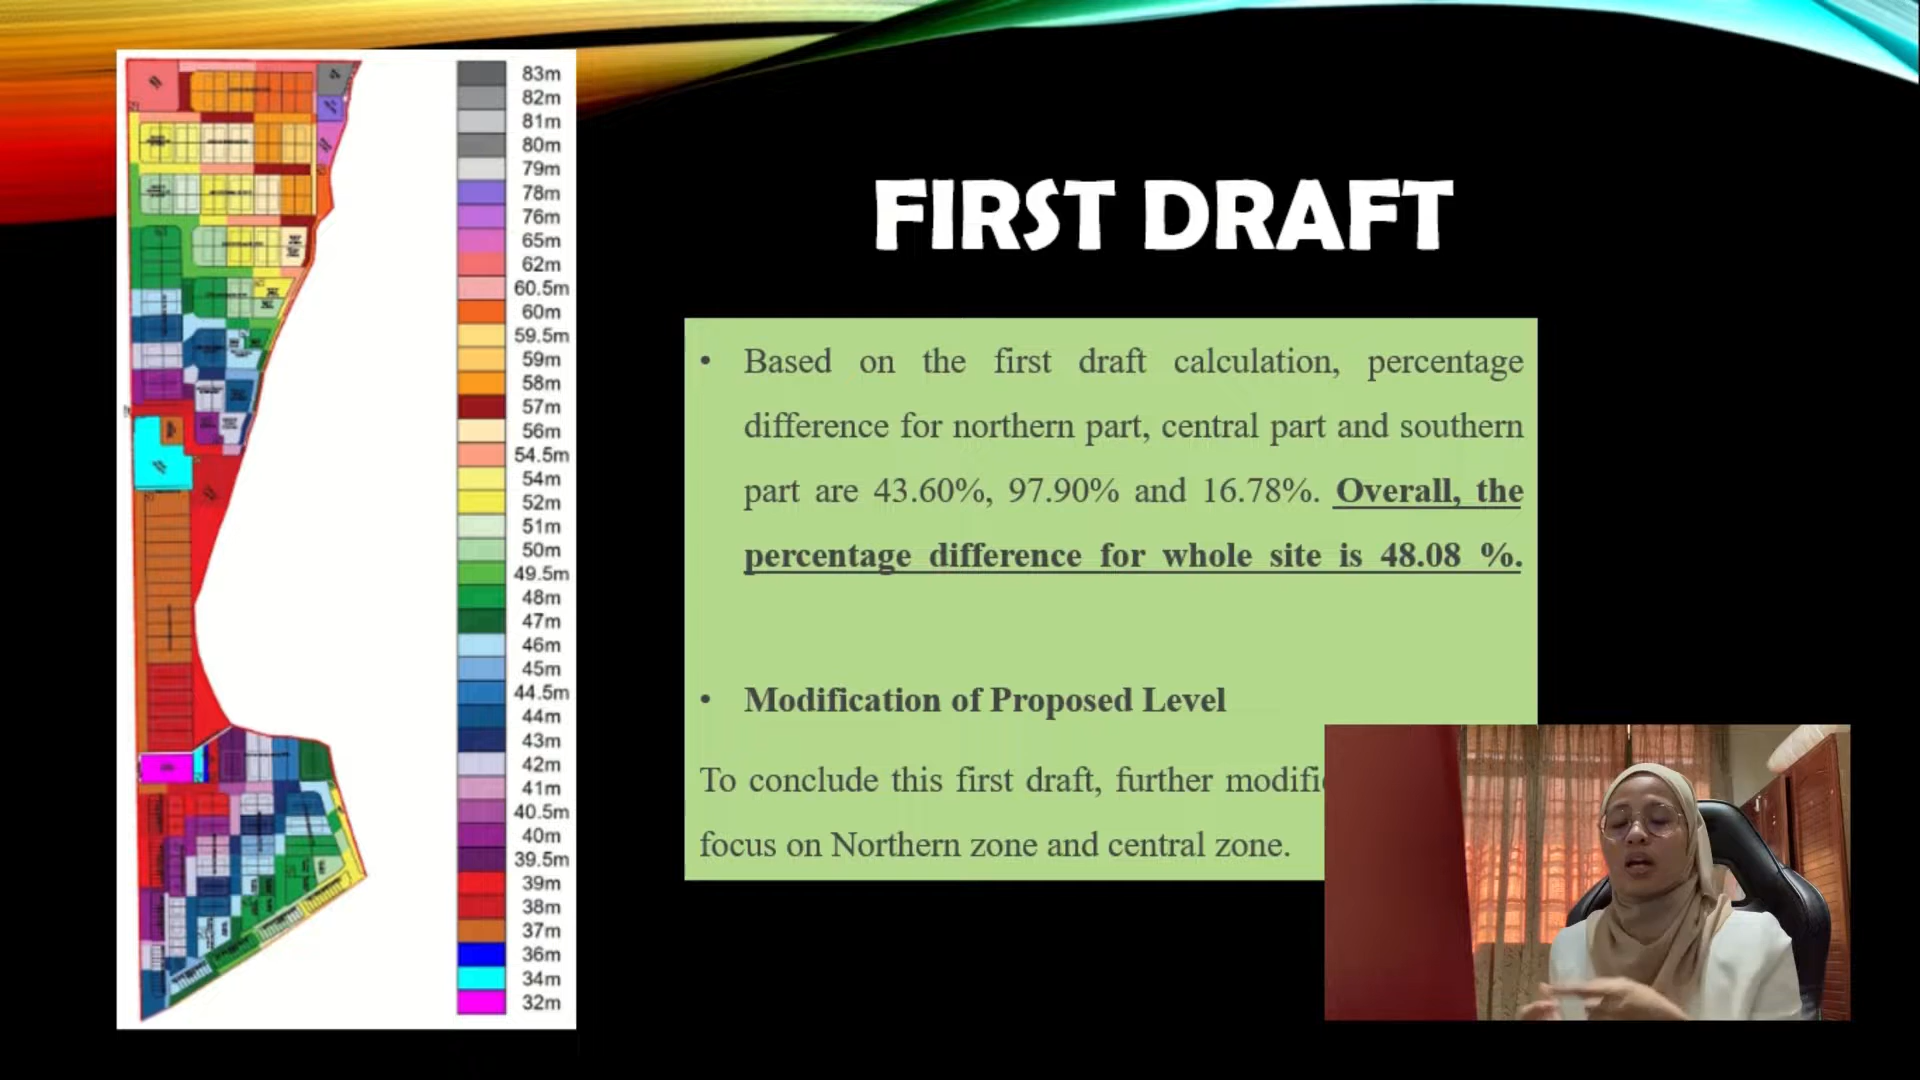 83m
82m
81m
80m
79m
78m
76m
65m
62m
60.5m
60m
59.5m
59m
58m
57m
56m
54.5m
54m
52m
51m
50m
49.5m
48m
47m
46m
45m
44.5m
44m
43m
42m
41m
40.5m
40m
39.5m
39m
38m
37m
36m
34m
32m
FIRST DRAFT
• Based on the first draft calculation, percentage
difference for northern part, central part and southern
part are 43.60%, 97.90% and 16.78%. Overall, the
percentage difference for whole site is 48.08 %.
• Modification of Proposed Level
To conclude this first draft, further modifi
focus on Northern zone and central zone.